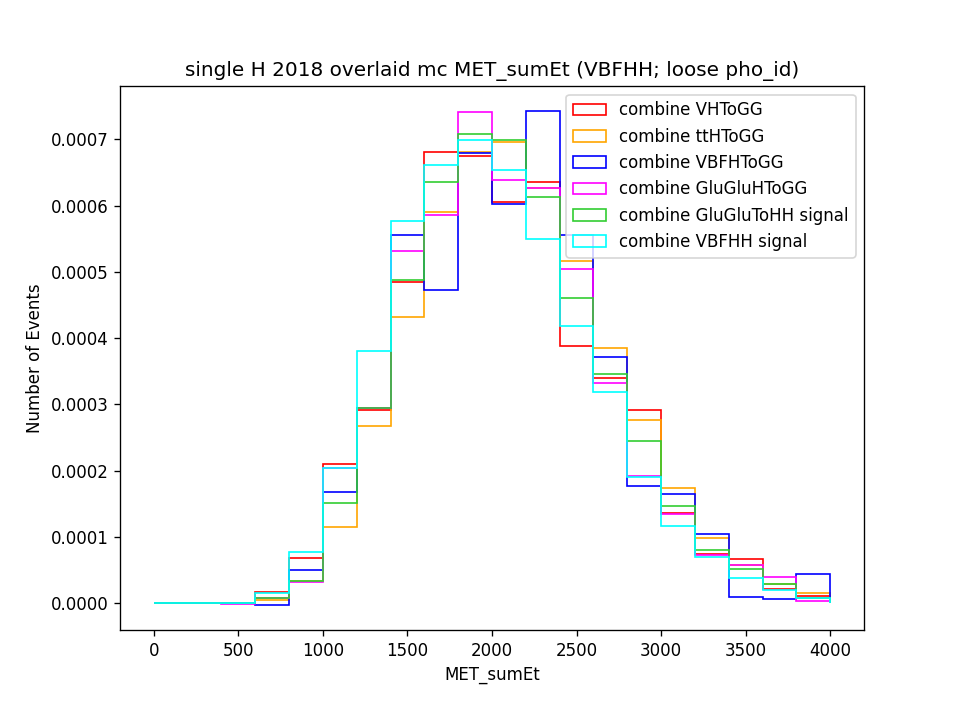 single H 2018 overlaid mc MET_sumEt (VBFHH; loose pho_id)
combine VHToGG
combine ttHToGG
combine VBFHToGG
combine GluGluHToGG
combine GluGluToHH signal
combine VBFHH signal
Number of Events
0.0007
0.0006
0.0005
0.0004
0.0003
0.0002
0.0001
0.0000
0 500 1000 1500 2000 2500 3000 3500 4000
MET_sumEt